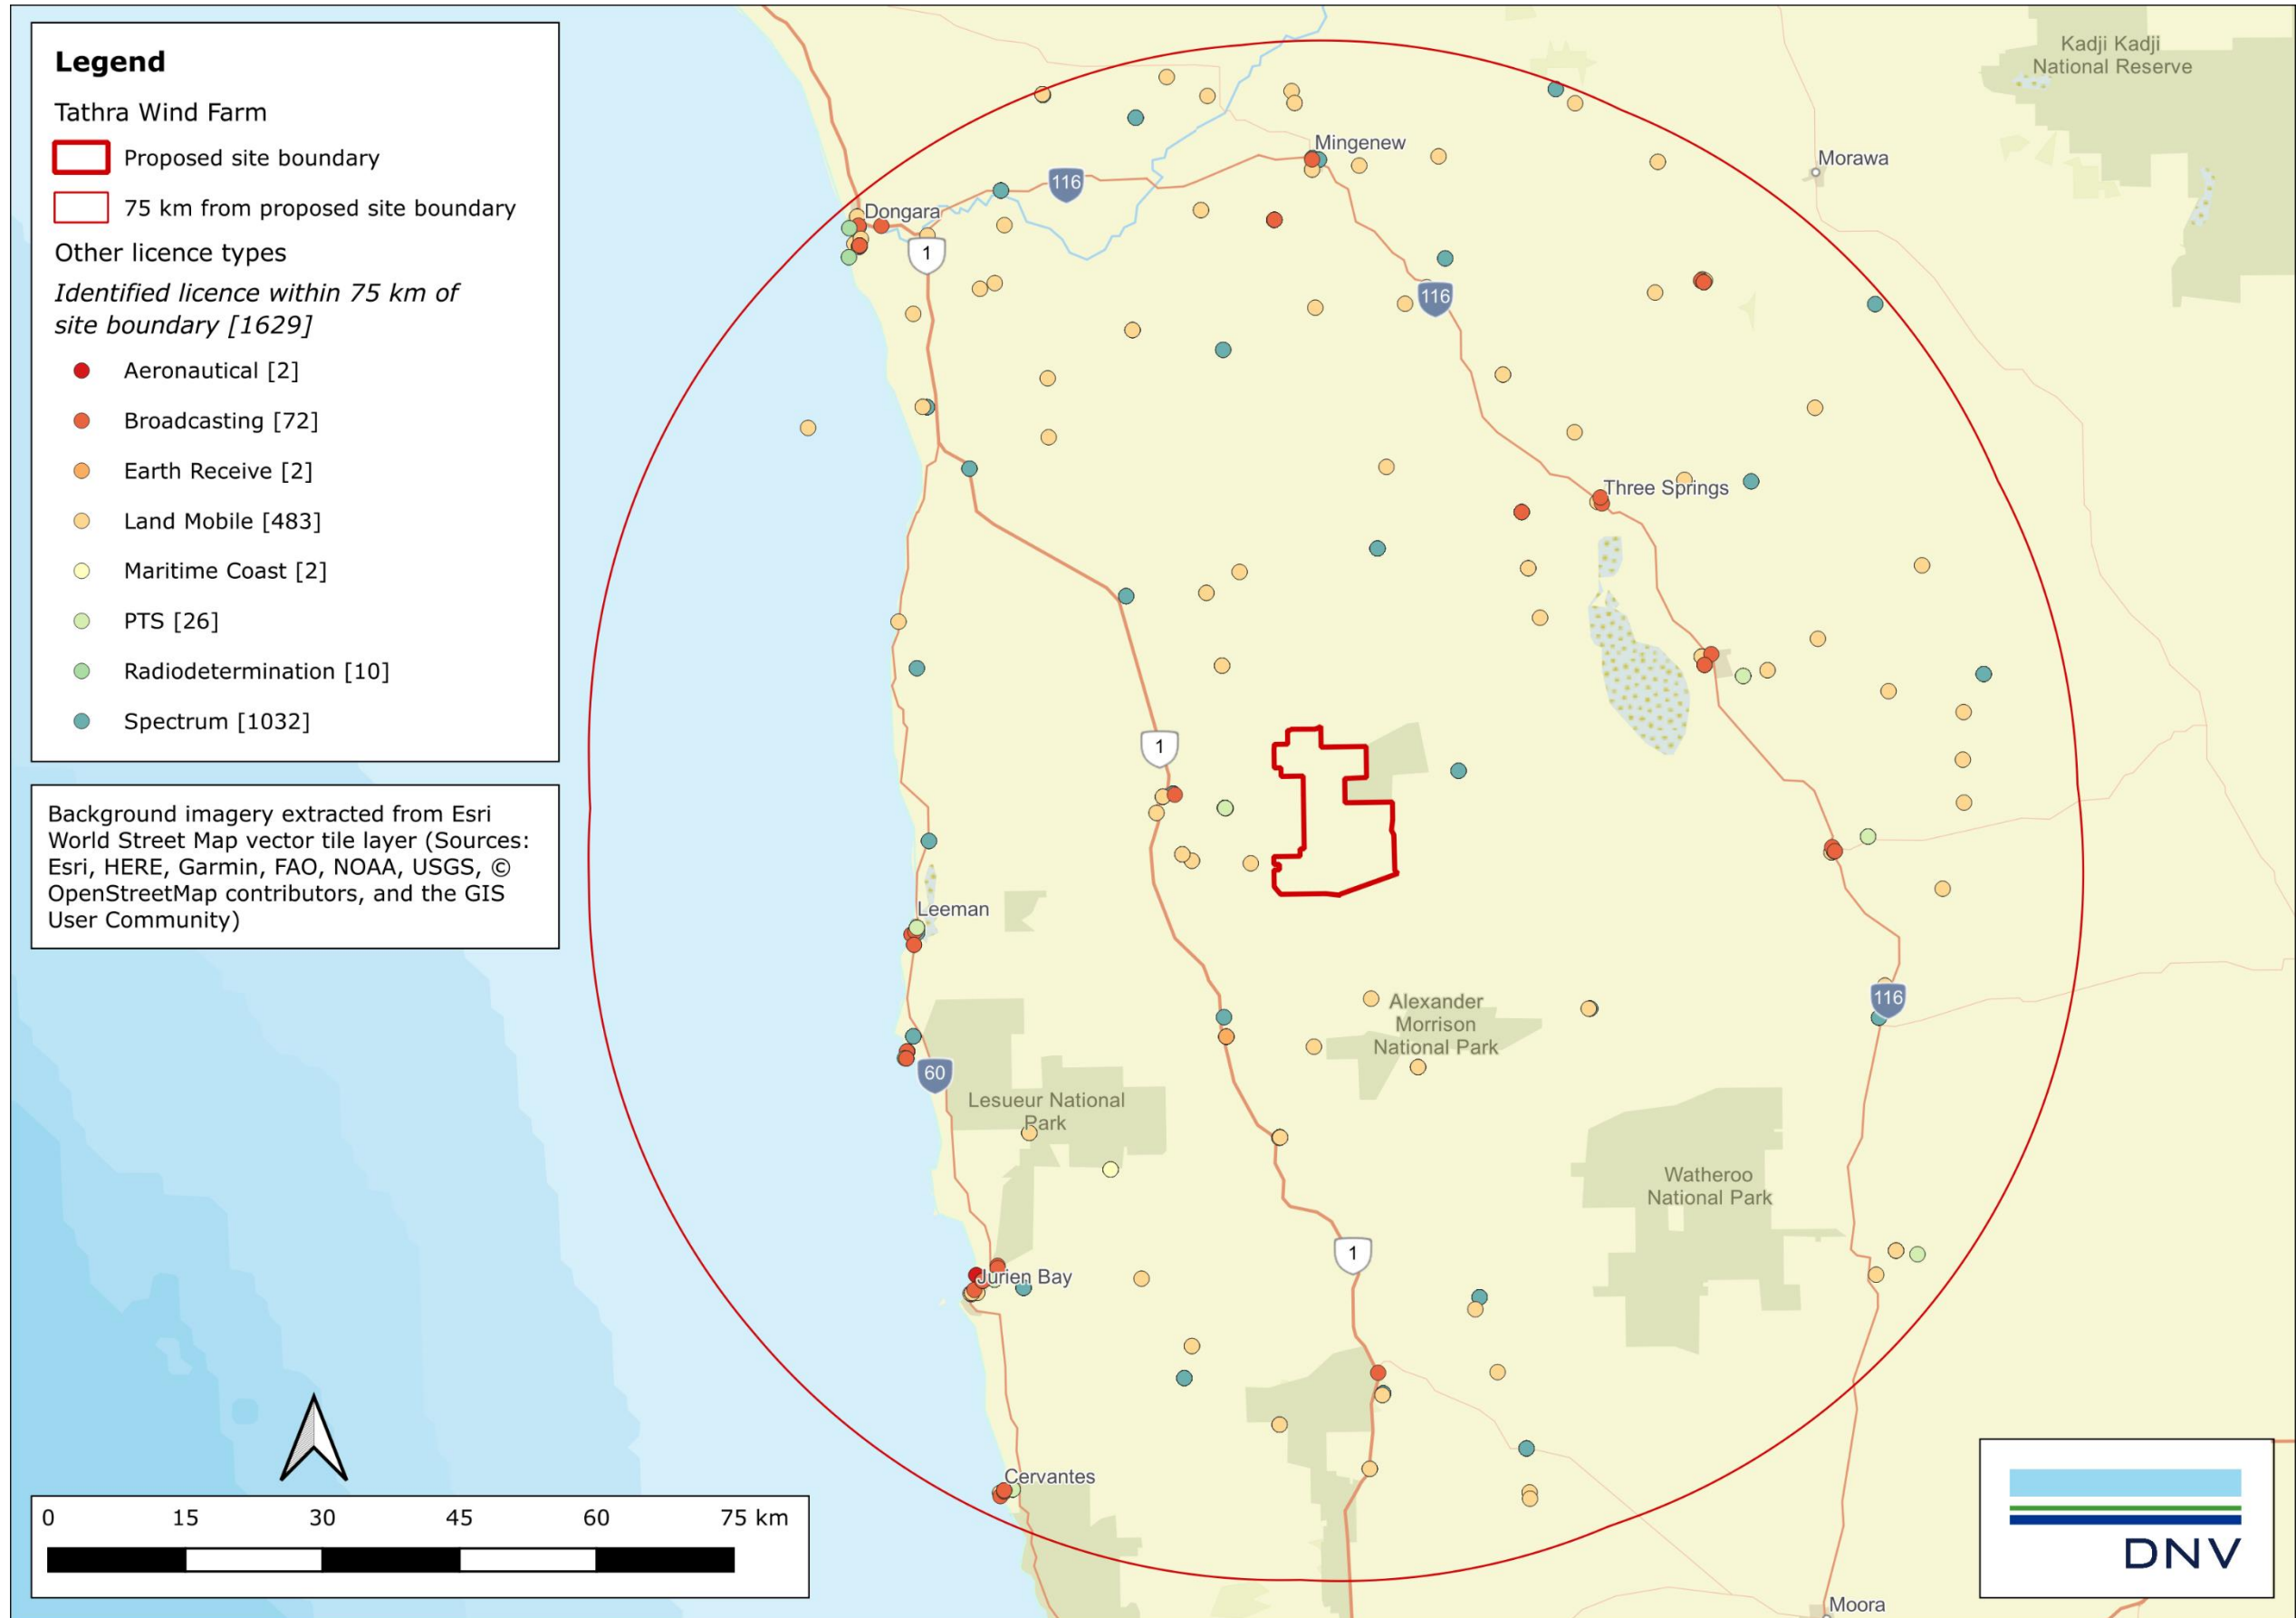 Legend
Tathra Wind Farm
Proposed site boundary
75 km from proposed site boundary
Other licence types
Identified licence within 75 km of
site boundary [1629]
Aeronautical [2]
Broadcasting [72]
Earth Receive [2]
Land Mobile [483]
Maritime Coast [2]
PTS [26]
Radiodetermination [10]
Spectrum [1032]
Background imagery extracted from Esri
World Street Map vector tile layer (Sources:
Esri, HERE, Garmin, FAO, NOAA, USGS, ©
OpenStreetMap contributors, and the GIS
User Community)
0 15 30 45 60 75 km
Kadji Kadji
National Reserve
Mingenew
Morawa
116
Dongara
1
116
Three Springs
1
Leeman
Alexander
Morrison
National Park
116
60
Lesueur National
Park
Watheroo
National Park
1
Jurien Bay
Cervantes
Moora
DNV